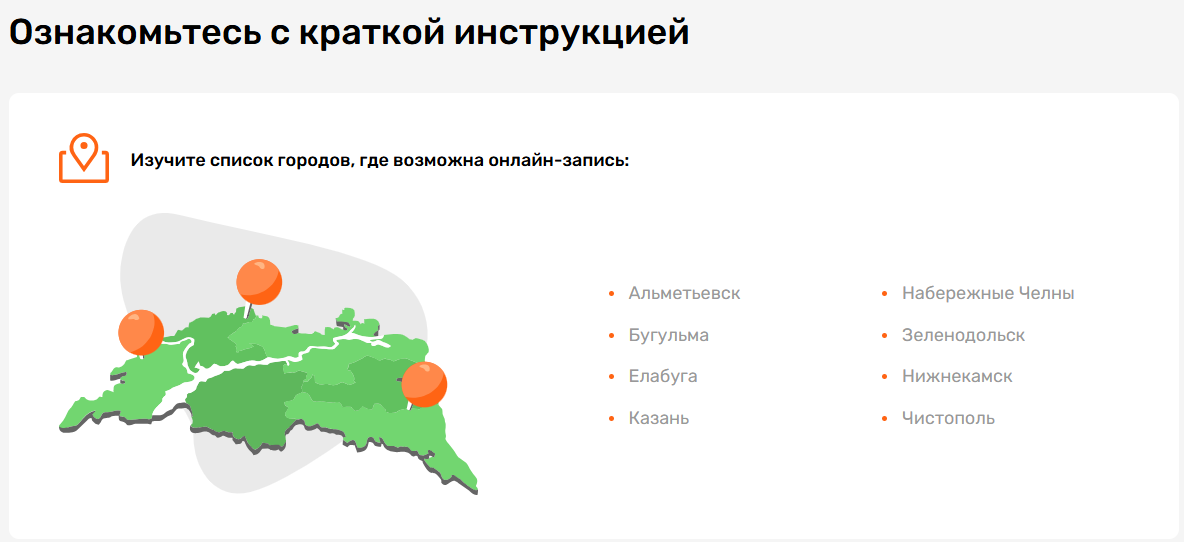 Ознакомьтесь с краткой инструкцией
Изучите список городов, где возможна онлайн-запись:
Альметьевск
Бугульма
Елабуга
Казань
Набережные Челны
Зеленодольск
Нижнекамск
Чистополь